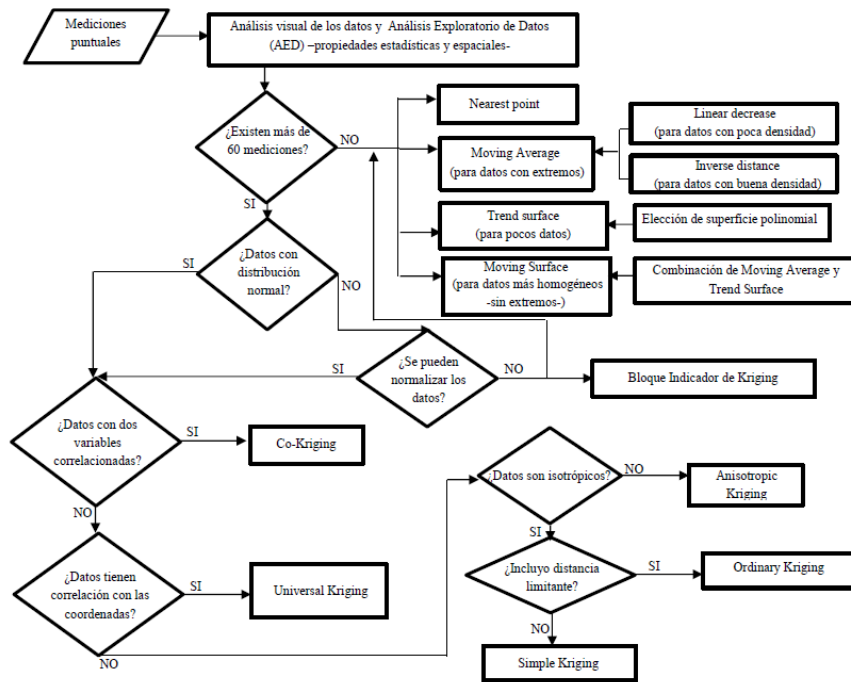 Mediciones
puntuales
Análisis visual de los datos y Análisis Exploratorio de Datos
(AED) –propiedades estadísticas y espaciales-
¿Existen más de
60 mediciones?
NO
SI
Nearest point
Moving Average
(para datos con extremos)
Linear decrease
(para datos con poca densidad)
Inverse distance
(para datos con buena densidad)
Trend surface
(para pocos datos)
Elección de superficie polinomial
Moving Surface
(para datos más homogéneos
-sin extremos-)
Combinación de Moving Average y
Trend Surface
¿Datos con
distribución
normal?
SI
NO
¿Se pueden
normalizar los
datos?
SI
NO
Bloque Indicador de Kriging
¿Datos con dos
variables
correlacionadas?
SI
Co-Kriging
NO
¿Datos tienen
correlación con las
coordenadas?
SI
Universal Kriging
NO
¿Datos son isotrópicos?
NO
Anisotropic
Kriging
SI
¿Incluyo distancia
limitante?
SI
Ordinary Kriging
NO
Simple Kriging